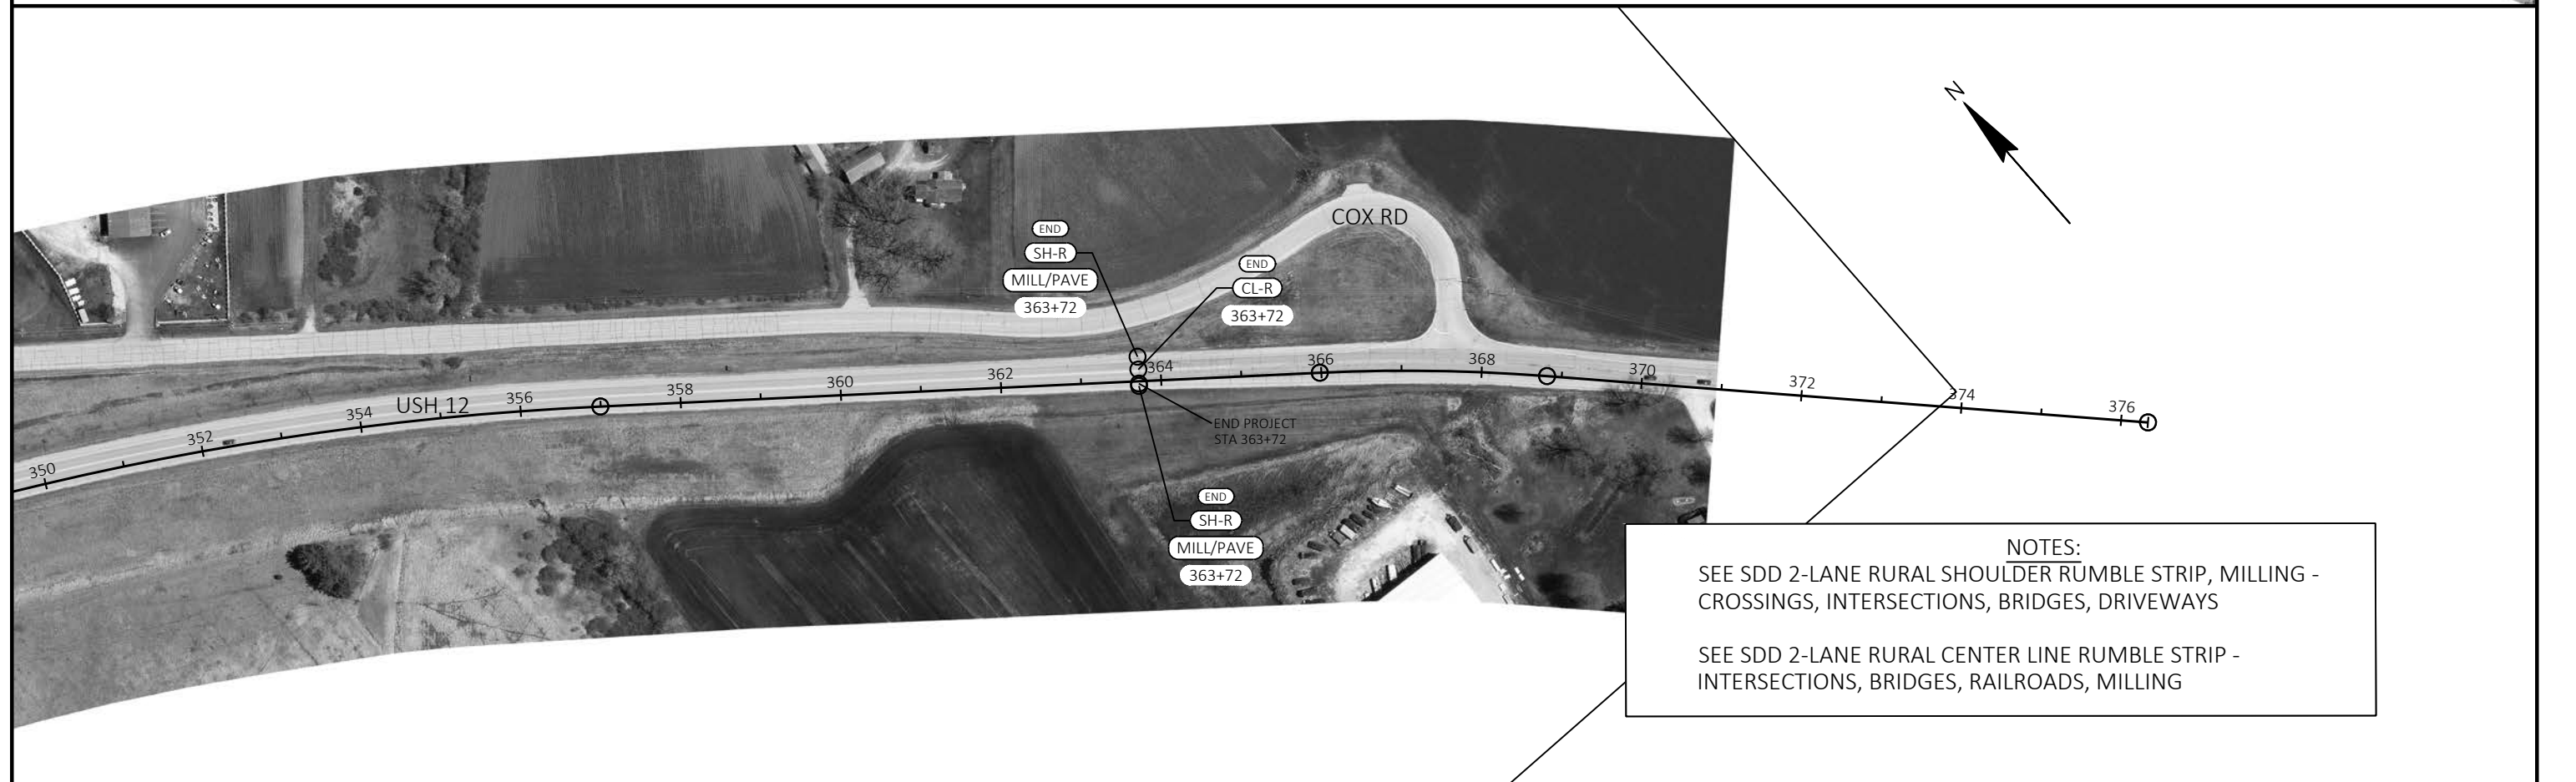 N
COX RD
END
SH-R
MILL/PAVE
363+72
END
CL-R
363+72
350
352
354
USH 12
356
358
360
362
364
366
368
370
372
374
376
END PROJECT
STA 363+72
END
SH-R
MILL/PAVE
363+72
NOTES:
SEE SDD 2-LANE RURAL SHOULDER RUMBLE STRIP, MILLING -
CROSSINGS, INTERSECTIONS, BRIDGES, DRIVEWAYS
SEE SDD 2-LANE RURAL CENTER LINE RUMBLE STRIP -
INTERSECTIONS, BRIDGES, RAILROADS, MILLING